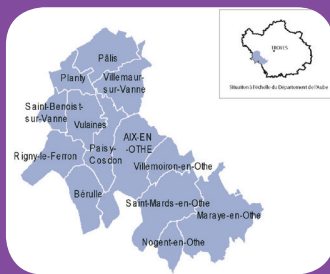 TROYES
Situation à l'échelle du Département de l'Aube
Pâlis
Planty
Villemaur-
sur-Vanne
Saint-Benoist-
sur-Vanne
Vulaines
AIX-EN
-OTHE
Rigny-le-Ferron
Paisy-
Cosdon
Villemoiron-en-Othe
Bérulle
Saint-Mards-en-Othe
Maraye-en-Othe
Nogent-en-Othe